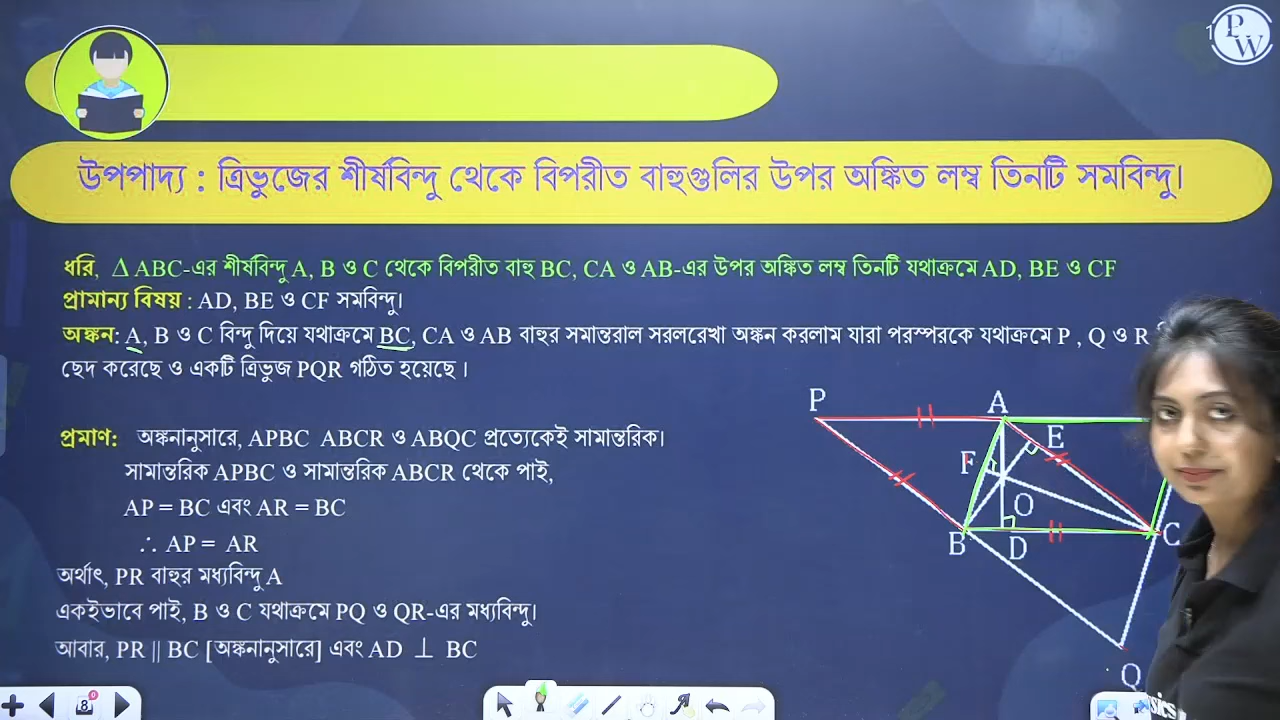 PW
উপপাদ্য : ত্রিভুজের শীর্ষবিন্দু থেকে বিপরীত বাহুগুলির উপর অঙ্কিত লম্ব তিনটি সমবিন্দু।
ধরি, Δ ABC-এর শীর্ষবিন্দু A, B ও C থেকে বিপরীত বাহু BC, CA ও AB-এর উপর অঙ্কিত লম্ব তিনটি যথাক্রমে AD, BE ও CF
প্রামান্য বিষয় : AD, BE ও CF সমবিন্দু।
অঙ্কন: A, B ও C বিন্দু দিয়ে যথাক্রমে BC, CA ও AB বাহুর সমান্তরাল সরলরেখা অঙ্কন করলাম যারা পরস্পরকে যথাক্রমে P , Q ও R
ছেদ করেছে ও একটি ত্রিভুজ PQR গঠিত হয়েছে ।
প্রমাণ: অঙ্কনানুসারে, APBC ABCR ও ABQC প্রত্যেকেই সামান্তরিক।
সামান্তরিক APBC ও সামান্তরিক ABCR থেকে পাই,
AP = BC এবং AR = BC
∴ AP = AR
অর্থাৎ, PR বাহুর মধ্যবিন্দু A
একইভাবে পাই, B ও C যথাক্রমে PQ ও QR-এর মধ্যবিন্দু।
আবার, PR || BC [অঙ্কনানুসারে] এবং AD ⊥ BC
P A
E
F
O
B D C
Q
8 0